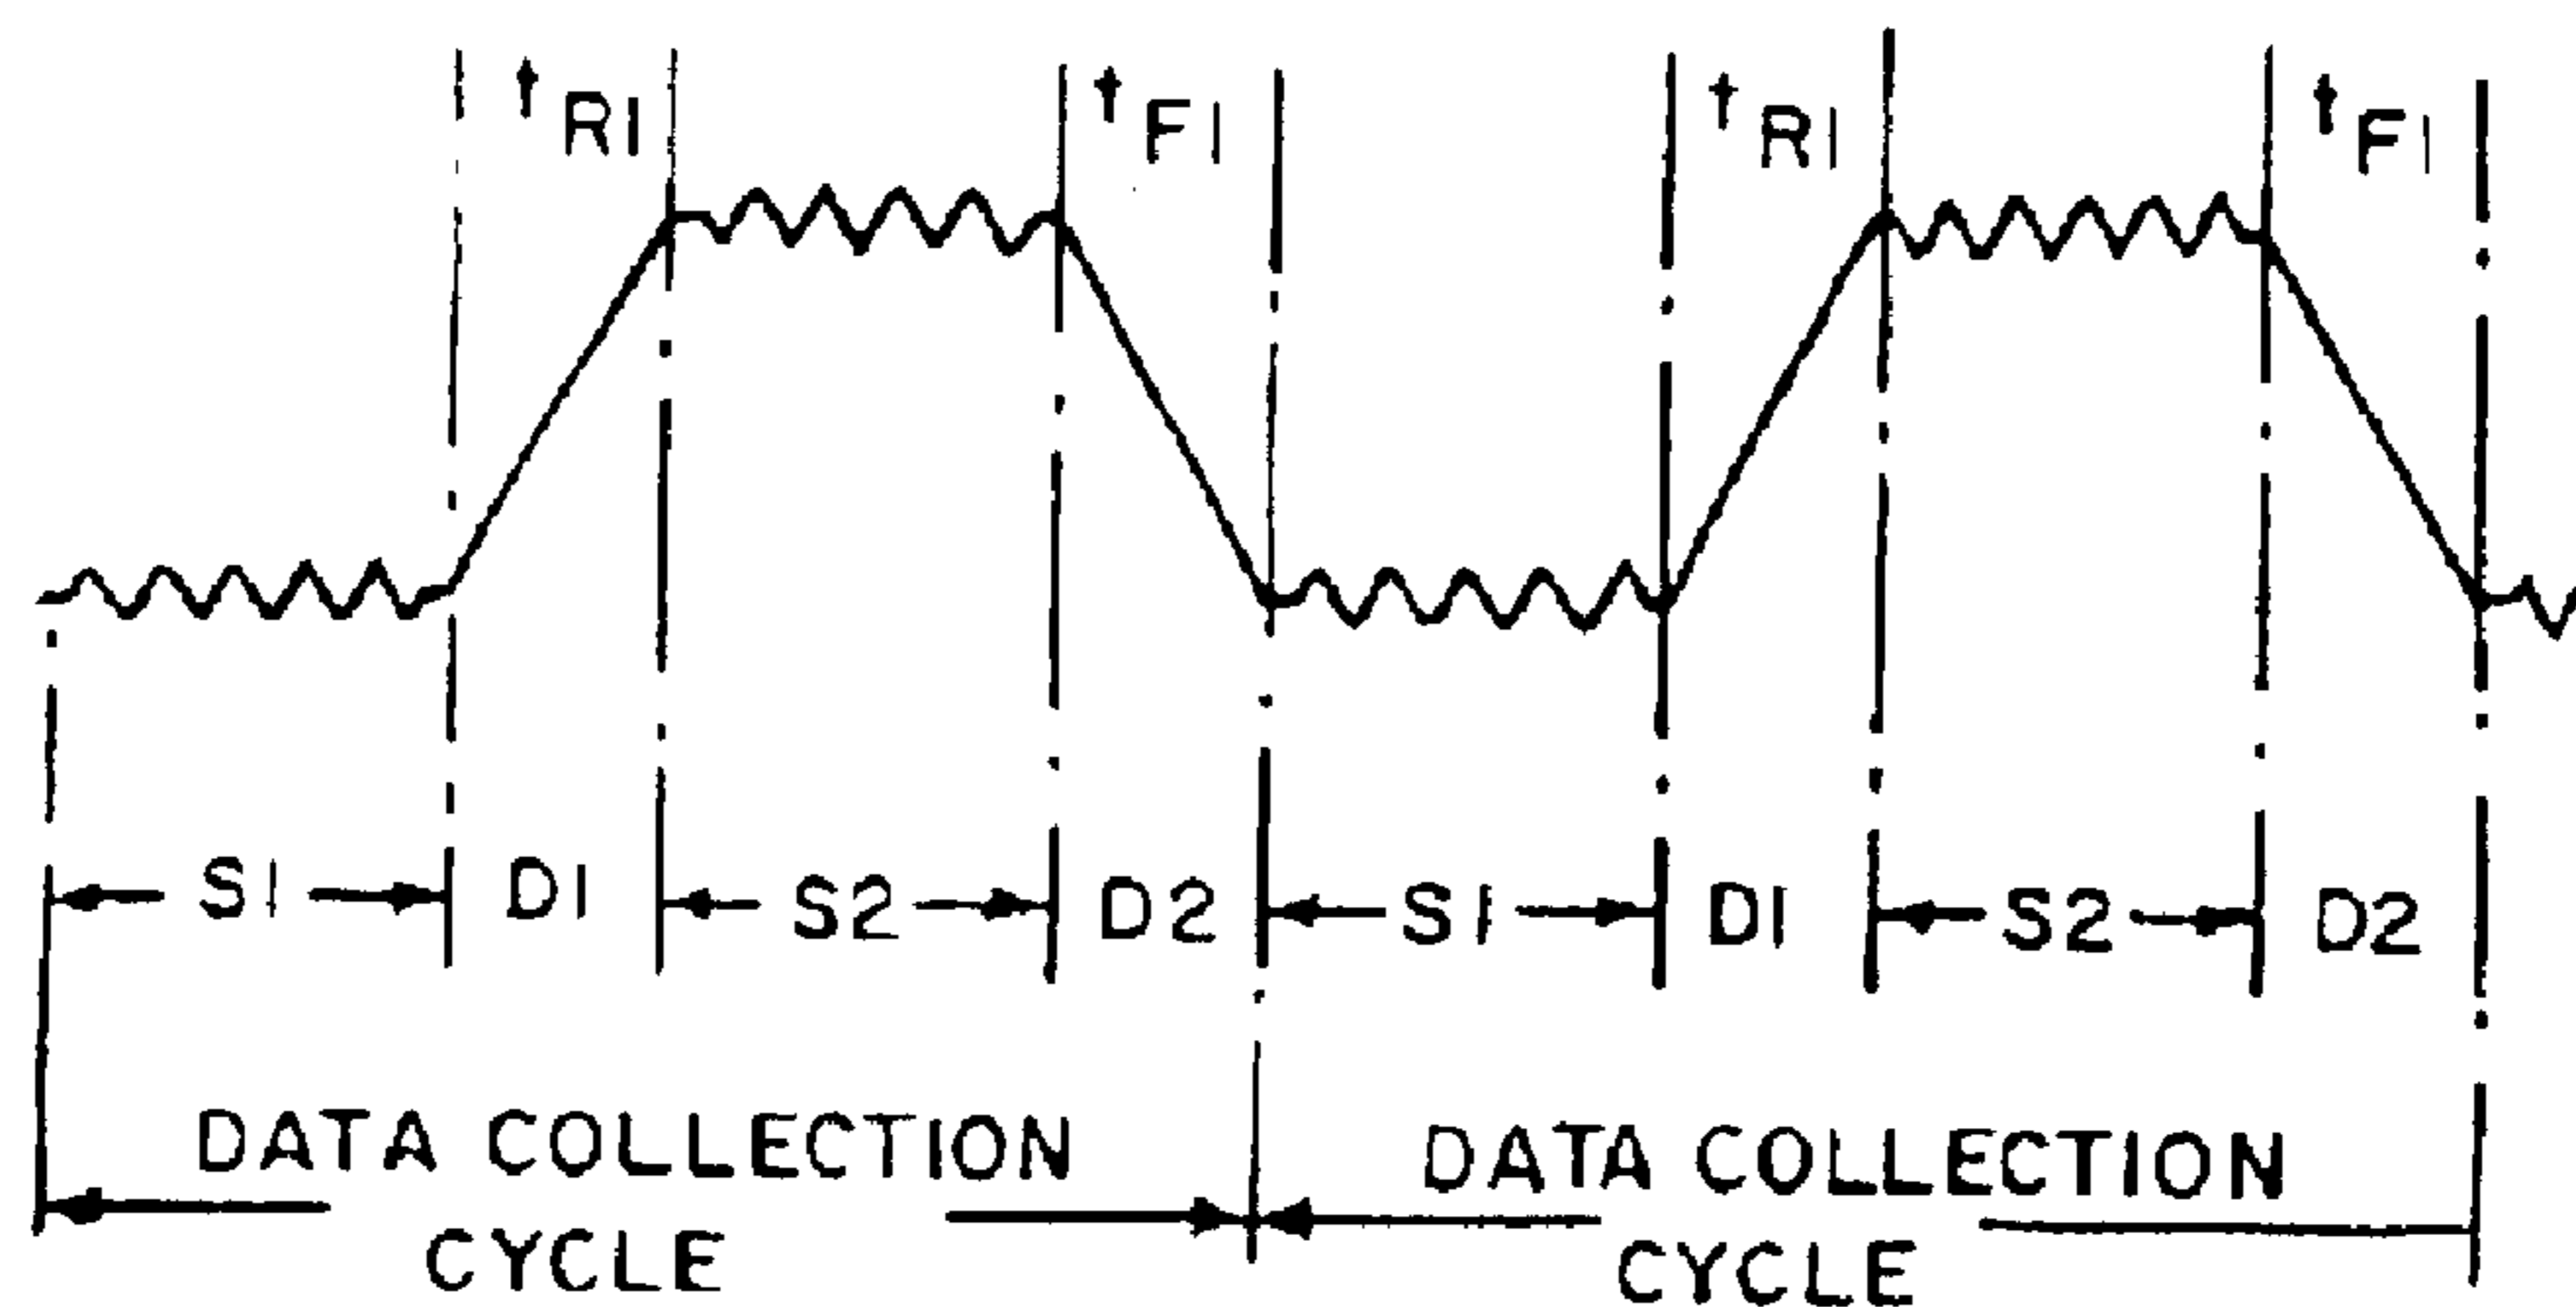 tR1 tF1 tR1 tF1
S1 D1 S2 D2 S1 D1 S2 D2
DATA COLLECTION CYCLE
DATA COLLECTION CYCLE